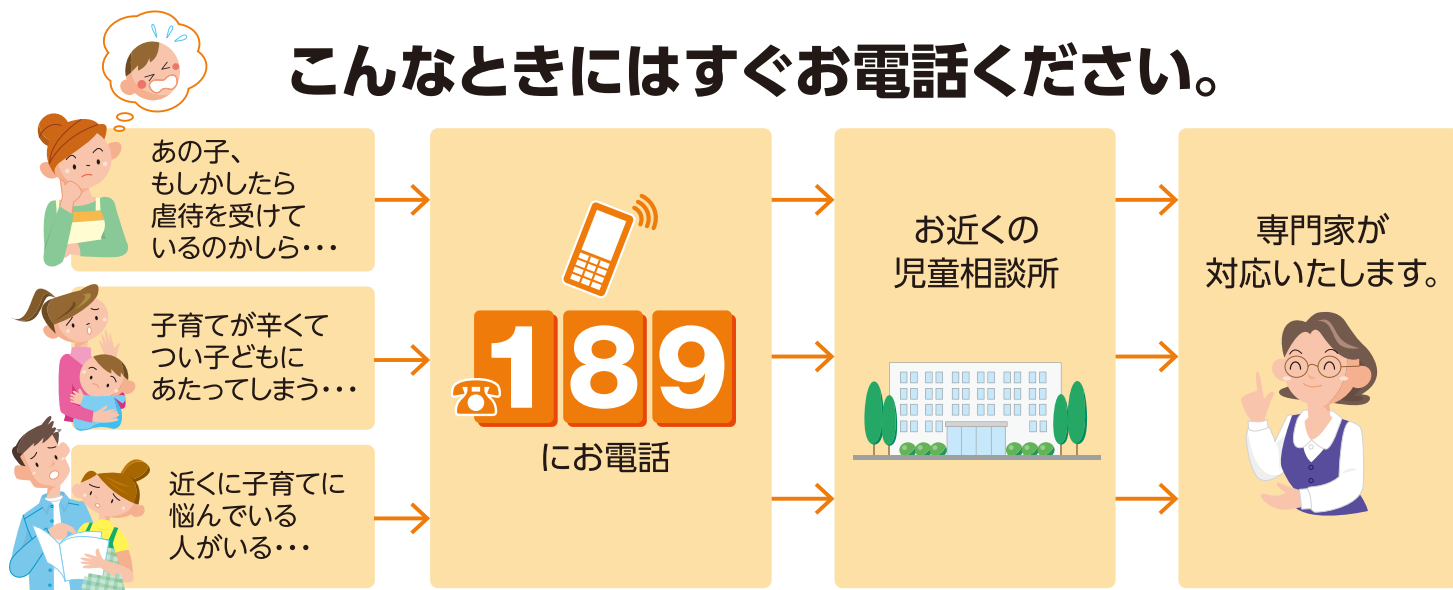 こんなときにはすぐお電話ください。
あの子、
もしかしたら
虐待を受けて
いるのかしら・・・
子育てが辛くて
つい子どもに
あたってしまう・・・
近くに子育てに
悩んでいる
人がいる・・・
189
にお電話
お近くの
児童相談所
専門家が
対応いたします。